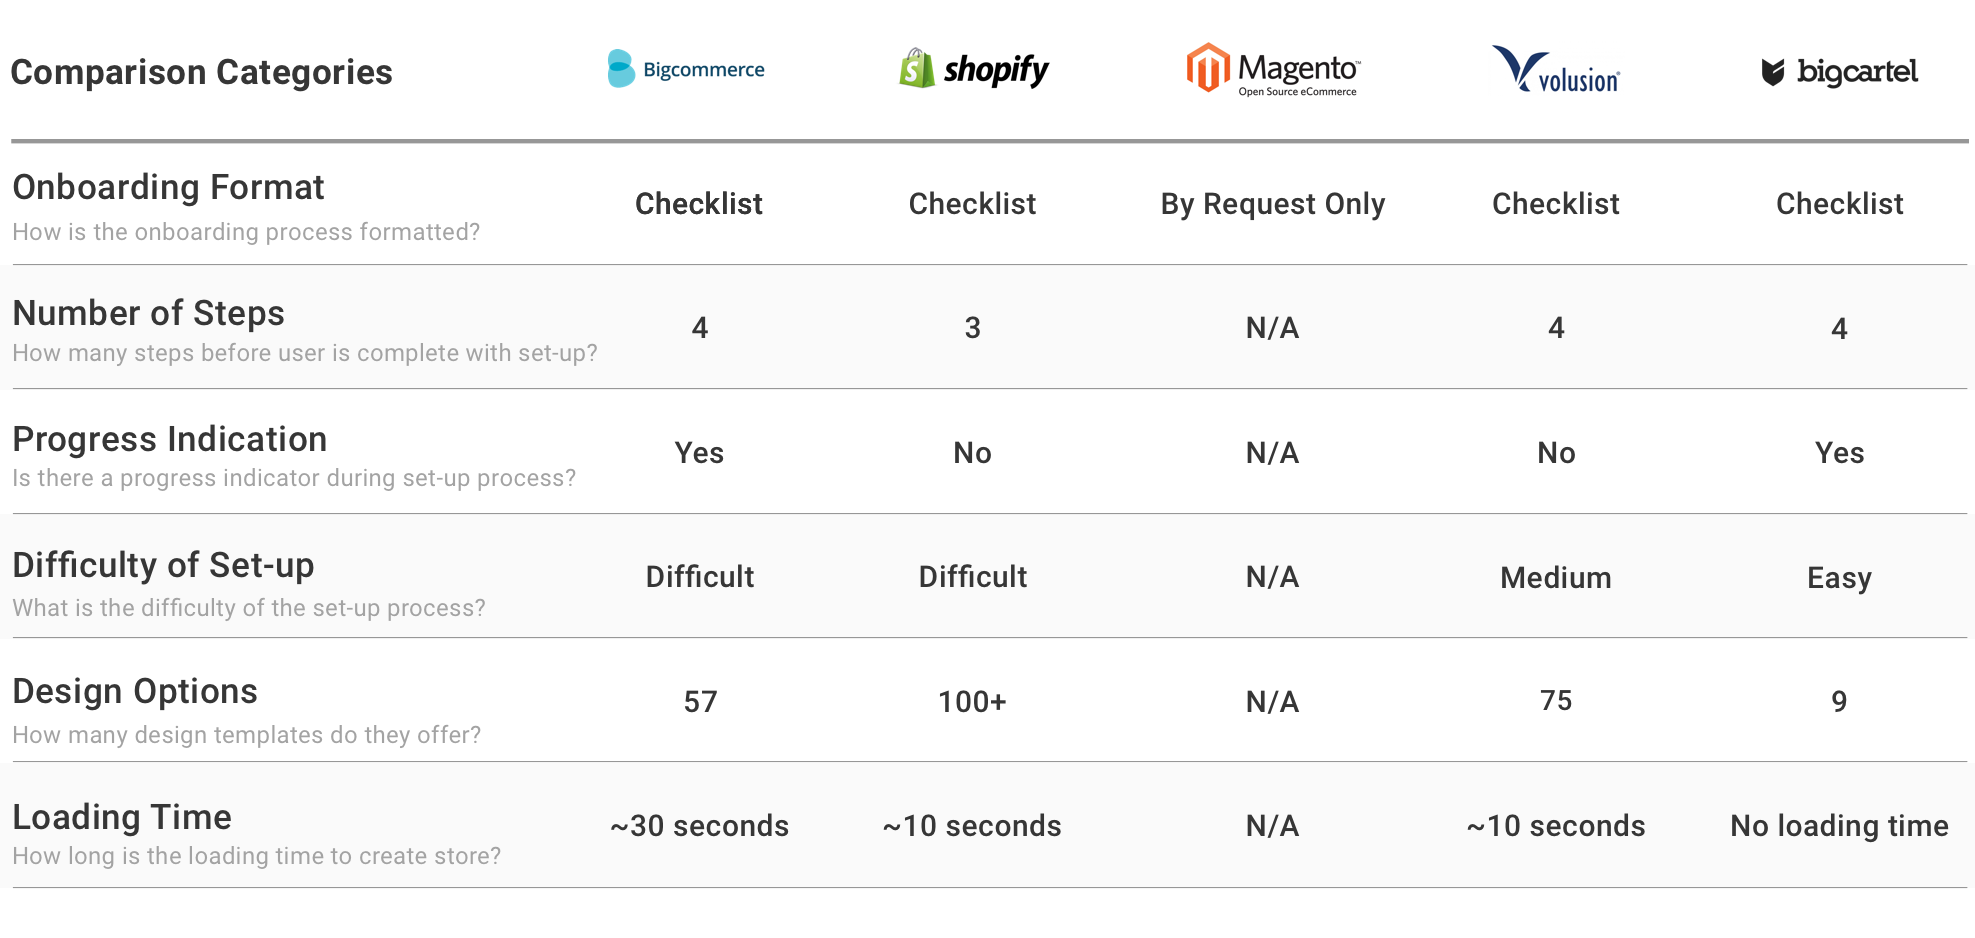 Comparison Categories Bigcommerce shopify Magento™ volusion® bigcartel
Open Source eCommerce
Onboarding Format
Checklist Checklist By Request Only Checklist Checklist
How is the onboarding process formatted?
Number of Steps
4 3 N/A 4 4
How many steps before user is complete with set-up?
Progress Indication
Yes No N/A No Yes
Is there a progress indicator during set-up process?
Difficulty of Set-up
Difficult Difficult N/A Medium Easy
What is the difficulty of the set-up process?
Design Options
57 100+ N/A 75 9
How many design templates do they offer?
Loading Time
~30 seconds ~10 seconds N/A ~10 seconds No loading time
How long is the loading time to create store?